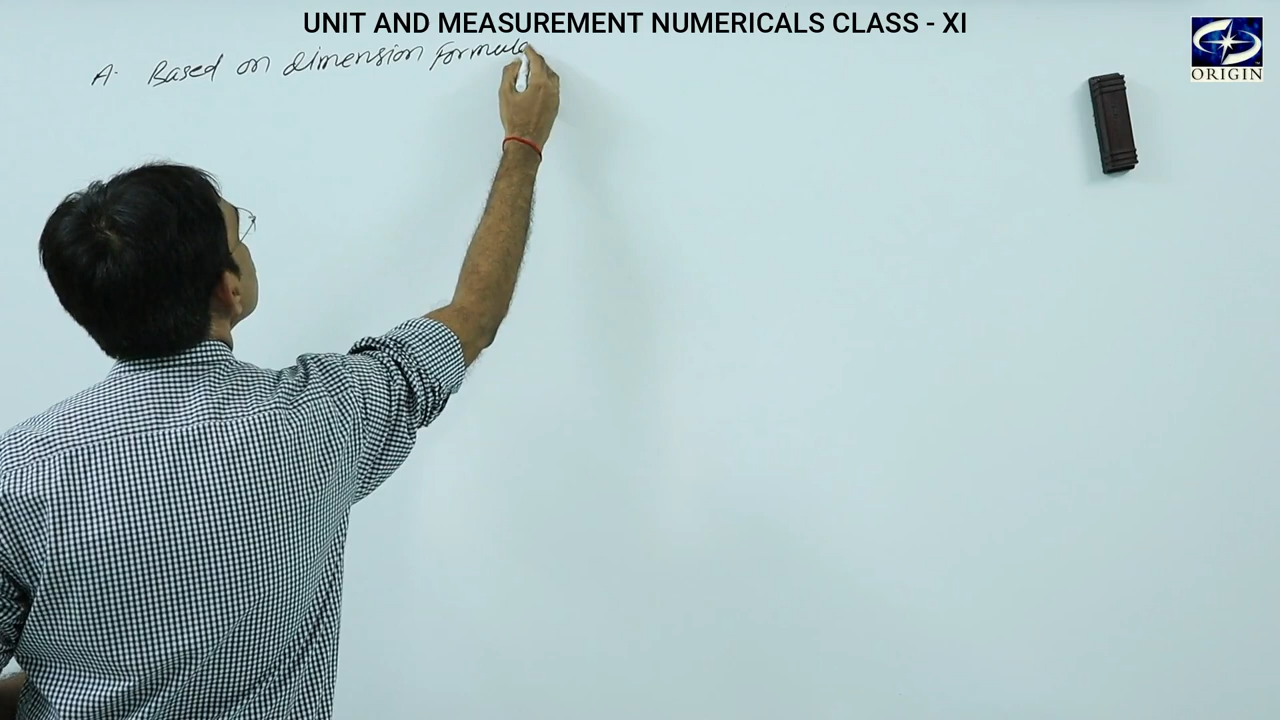 UNIT AND MEASUREMENT NUMERICALS CLASS - XI
A. Based on dimension formula
ORIGIN